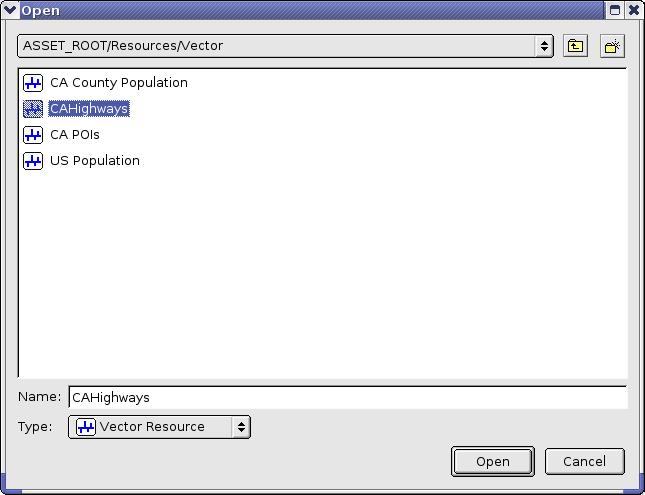 Open
ASSET_ROOT/Resources/Vector
CA County Population
CAHighways
CA POIs
US Population
Name: CAHighways
Type: Vector Resource
Open Cancel